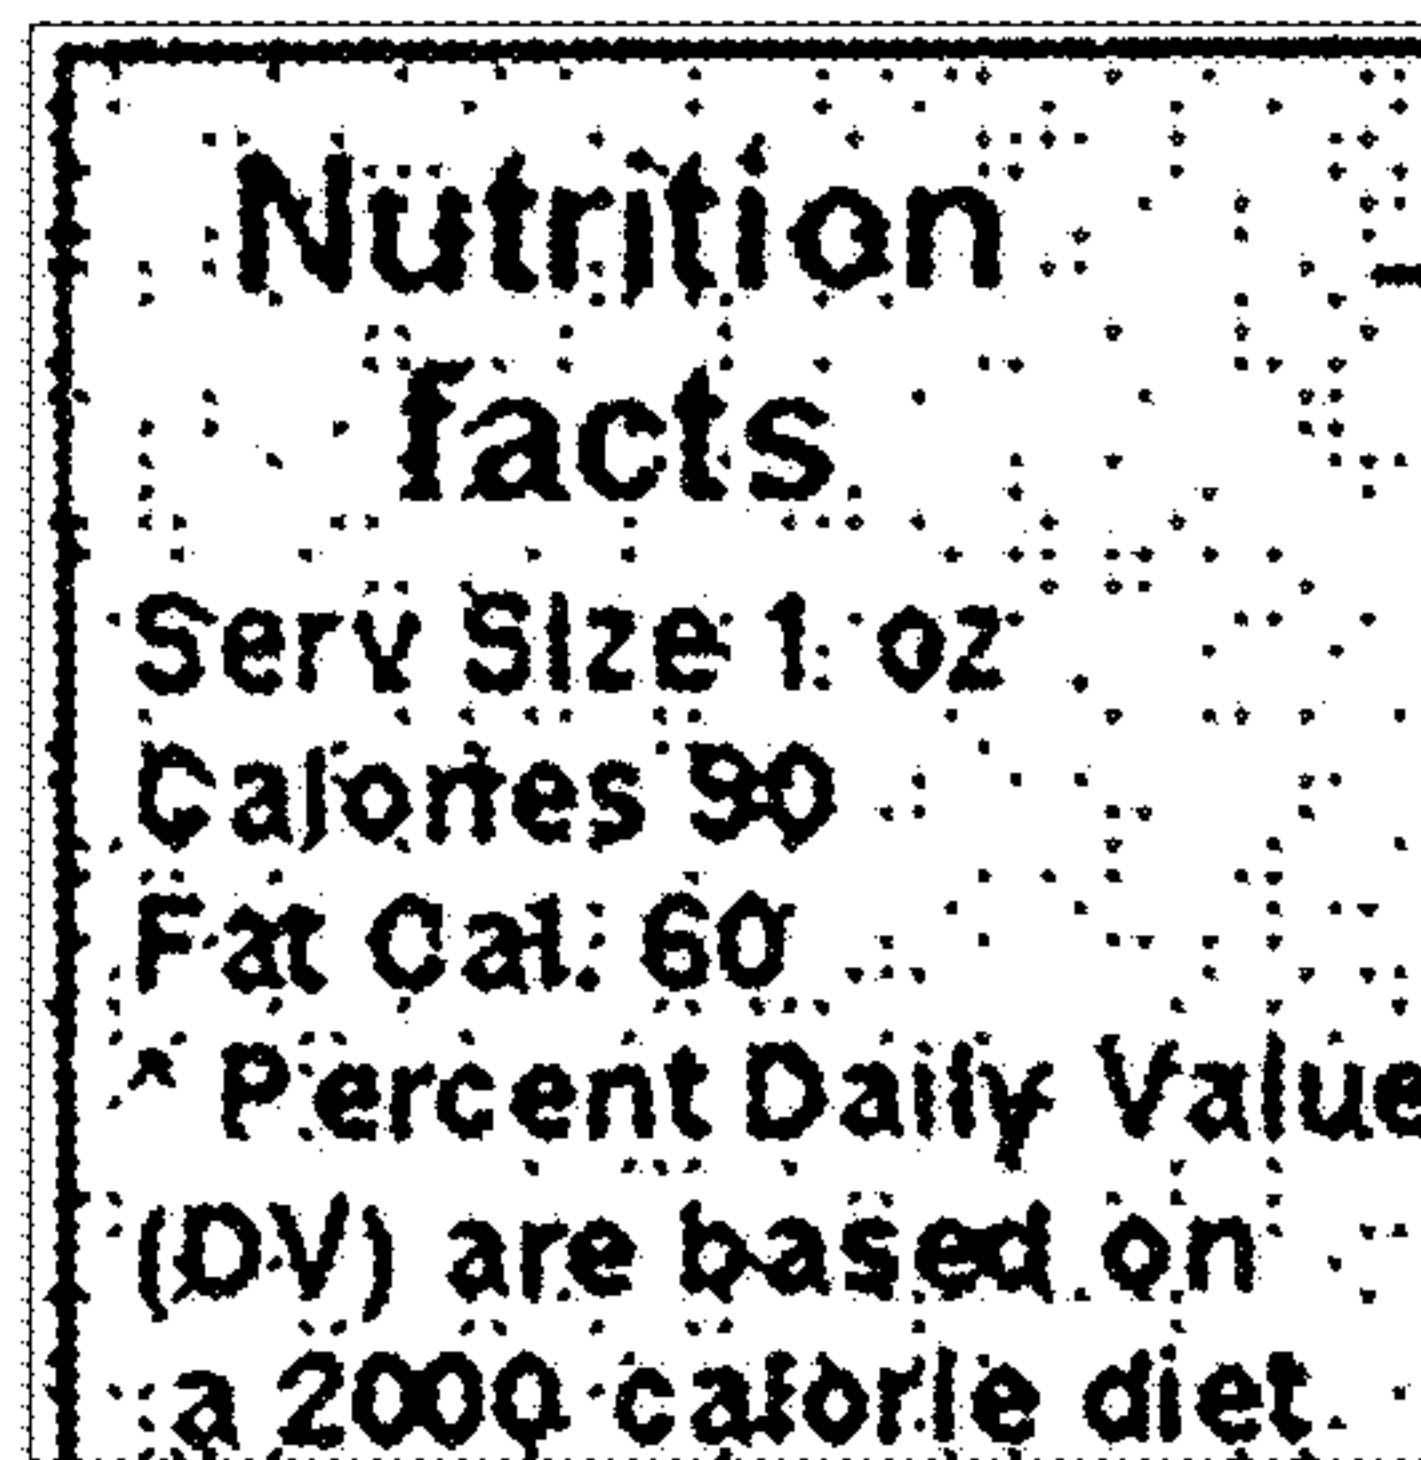 Nutrition
facts
Serv Size 1 oz
Calories 90
Fat Cal. 60
* Percent Daily Value
(DV) are based on
a 2000 calorie diet.